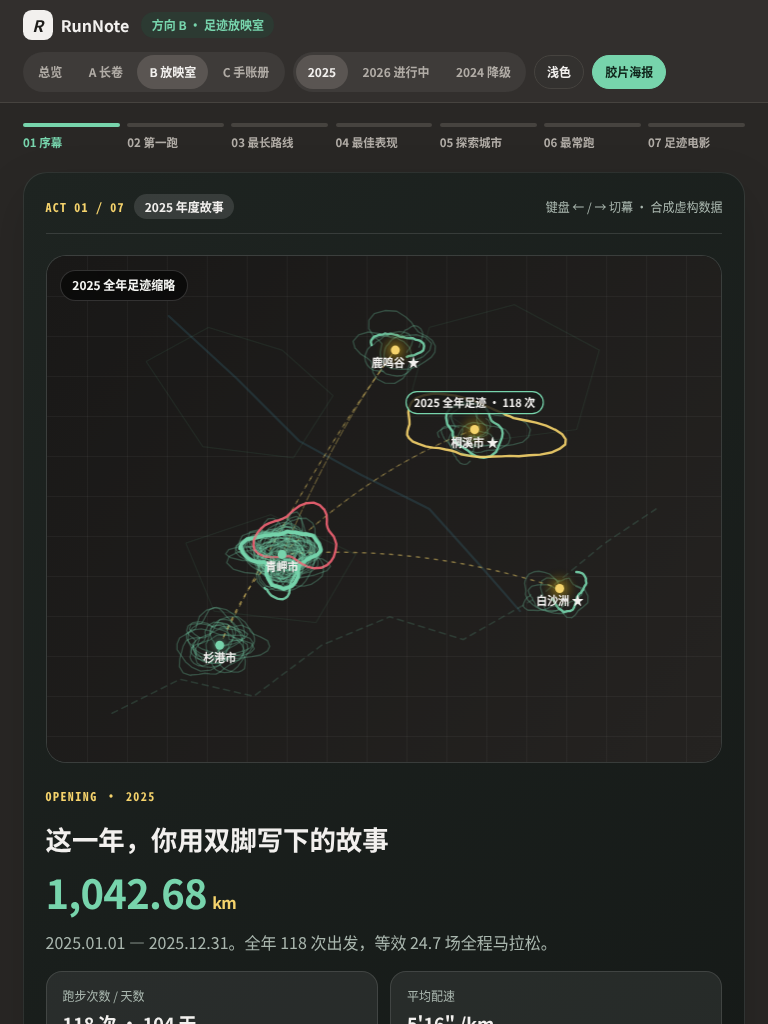 R RunNote 方向 B · 足迹放映室
总览 A 长卷 B 放映室 C 手账册 2025 2026 进行中 2024 降级 浅色 胶片海报
01 序幕 02 第一跑 03 最长路线 04 最佳表现 05 探索城市 06 最常跑 07 足迹电影
ACT 01 / 07 2025 年度故事 键盘 ← / → 切幕 · 合成虚构数据
2025 全年足迹缩略
鹿鸣谷 ★
2025 全年足迹 · 118 次
桐溪市 ★
青岬市
白沙洲 ★
杉港市
OPENING · 2025
这一年，你用双脚写下的故事
1,042.68 km
2025.01.01 — 2025.12.31。全年 118 次出发，等效 24.7 场全程马拉松。
跑步次数 / 天数 平均配速
118 次 · 104 天 5'16" /km